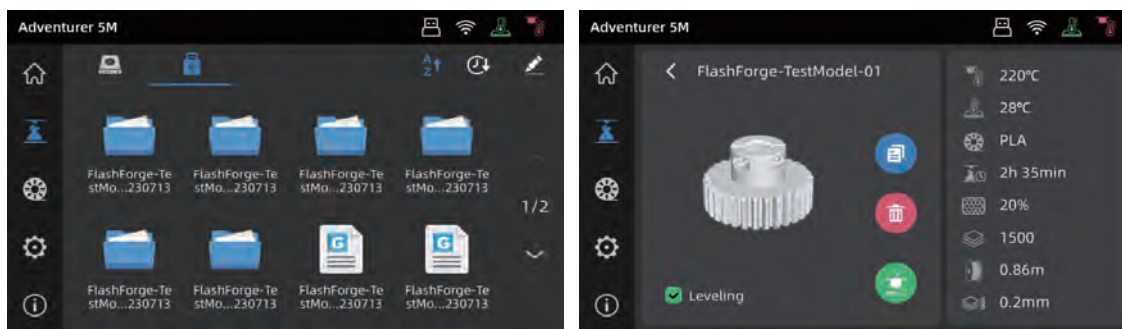 Adventurer 5M
A
Z
FlashForge-Te FlashForge-Te FlashForge-Te FlashForge-Te
stMo...230713 stMo...230713 stMo...230713 stMo...230713
1/2
G G
FlashForge-Te FlashForge-Te FlashForge-Te FlashForge-Te
stMo...230713 stMo...230713 stMo...230713 stMo...230713
Adventurer 5M
FlashForge-TestModel-01
Leveling
220℃
28℃
PLA
2h 35min
20%
1500
0.86m
0.2mm